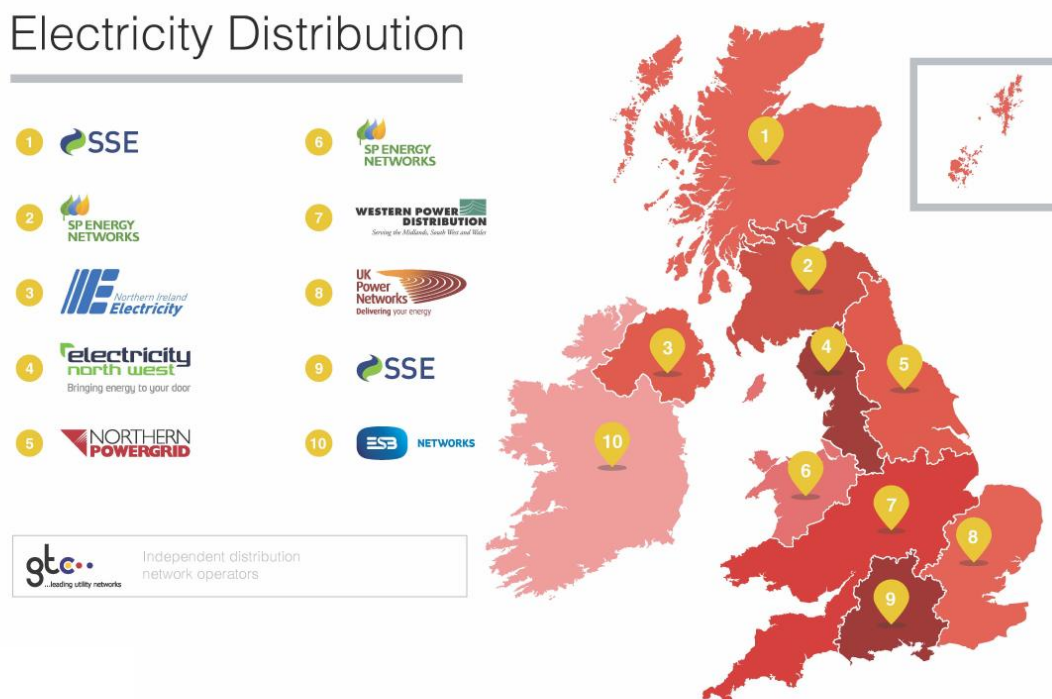 Electricity Distribution
1 SSE
2 SP ENERGY
NETWORKS
3 Northern Ireland
Electricity
4 electricity
north west
Bringing energy to your door
5 NORTHERN
POWERGRID
6 SP ENERGY
NETWORKS
7 WESTERN POWER
DISTRIBUTION
Serving the Midlands, South West and Wales
8 UK
Power
Networks
Delivering your energy
9 SSE
10 ESB NETWORKS
gtc
...leading utility networks
Independent distribution
network operators
1
2
3
4
5
10
6
7
8
9